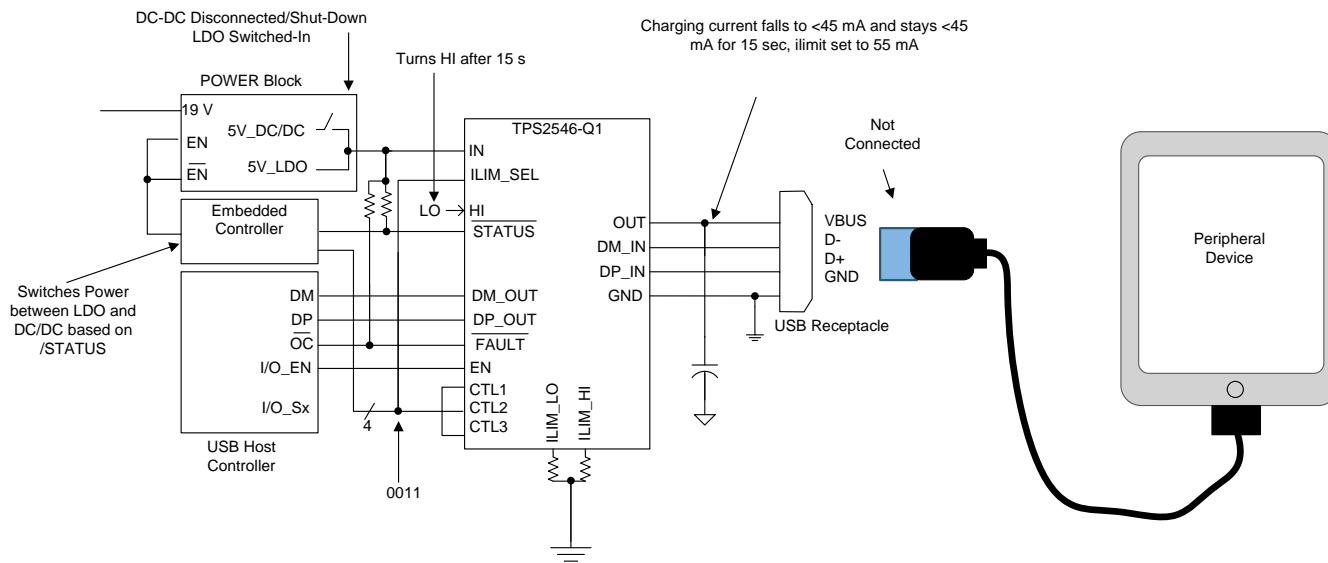 DC-DC Disconnected/Shut-Down
LDO Switched-In
Charging current falls to <45 mA and stays <45
mA for 15 sec, ilimit set to 55 mA
Turns HI after 15 s
POWER Block
19 V
5V_DC/DC
EN
EN
5V_LDO
TPS2546-Q1
IN
ILIM_SEL
LO
HI
STATUS
Embedded
Controller
Switches Power
between LDO and
DC/DC based on
/STATUS
DM
DP
OC
I/O_EN
I/O_Sx
USB Host
Controller
4
0011
DM_OUT
DP_OUT
FAULT
EN
CTL1
CTL2
CTL3
ILIM_LO
ILIM_HI
OUT
DM_IN
DP_IN
GND
VBUS
D-
D+
GND
USB Receptacle
Not
Connected
Peripheral
Device